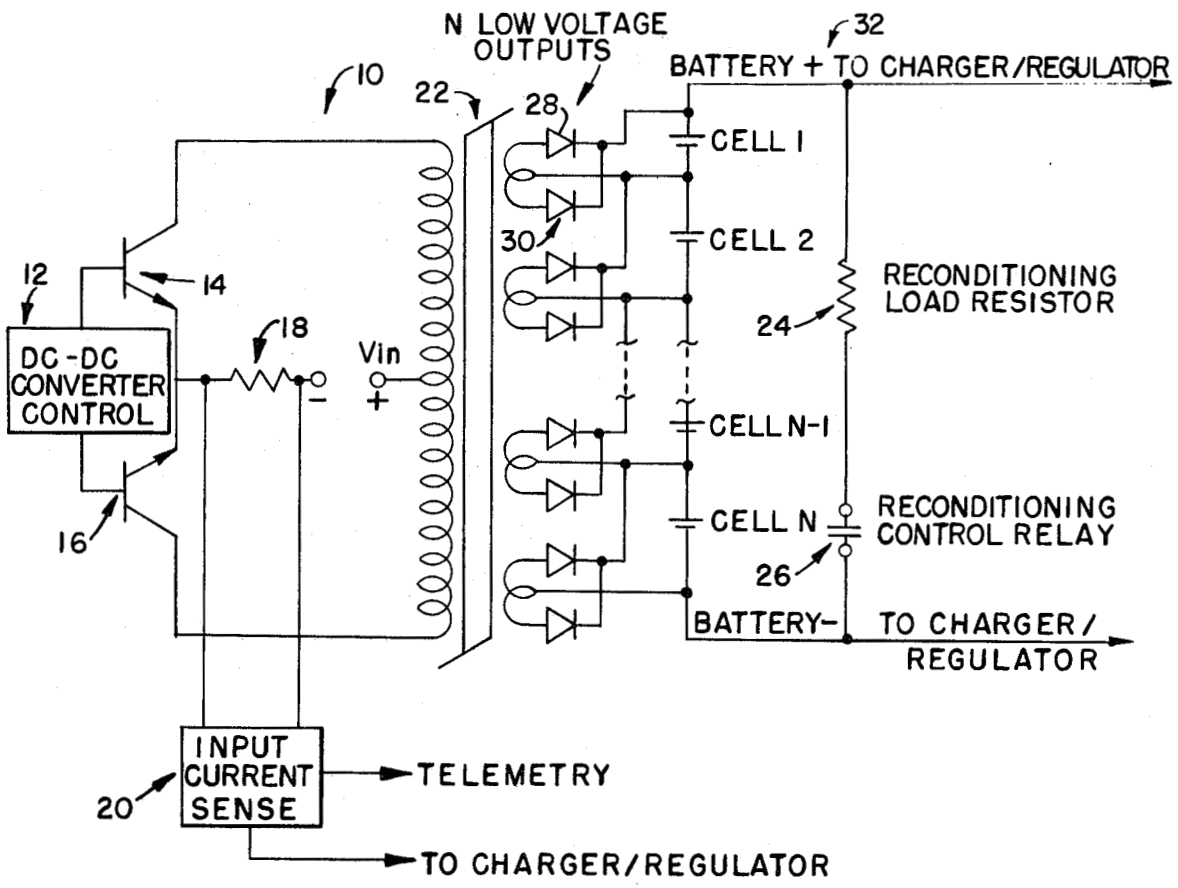 N LOW VOLTAGE
OUTPUTS
32
BATTERY + TO CHARGER/REGULATOR
10
22
28
CELL 1
30
CELL 2
12
14
RECONDITIONING
LOAD RESISTOR
24
18
DC-DC
CONVERTER
CONTROL
Vin
-
+
CELL N-1
16
CELL N
RECONDITIONING
CONTROL RELAY
26
BATTERY-
TO CHARGER/
REGULATOR
INPUT
CURRENT
SENSE
20
TELEMETRY
TO CHARGER/REGULATOR